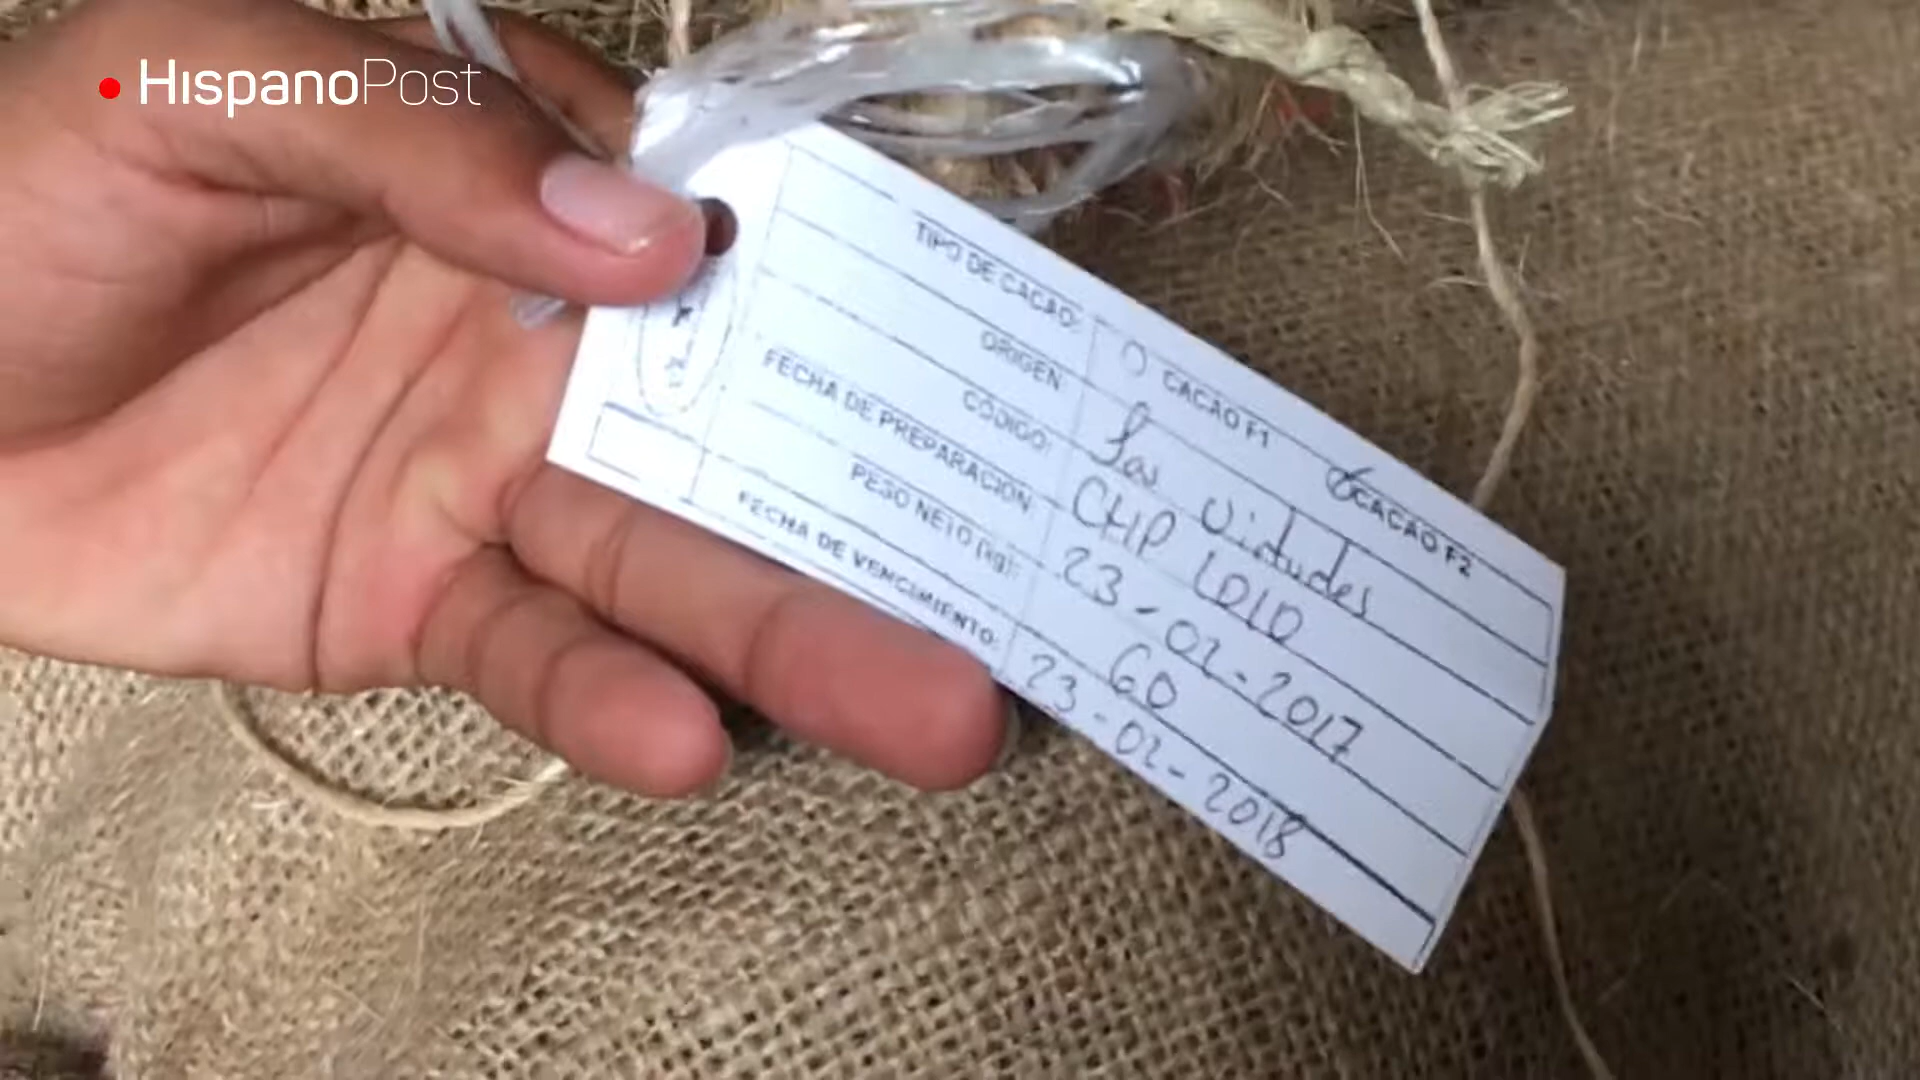 HISPANOPost
TIPO DE CACAO: CACAO F1 CACAO F2
ORIGEN Las Virtudes
CÓDIGO: CHP
FECHA DE PREPARACIÓN 23-02-2017
PESO NETO (kg): 60
FECHA DE VENCIMIENTO: 23-02-2018